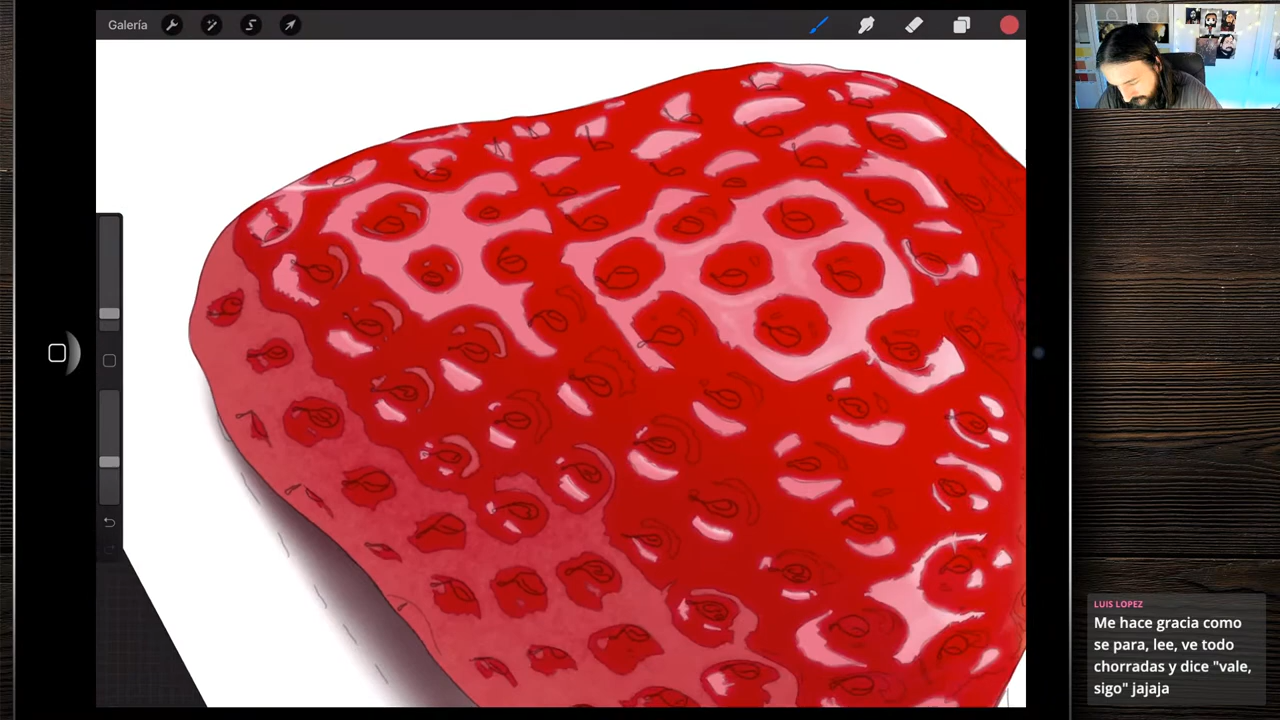 Galería
LUIS LOPEZ
Me hace gracia como
se para, lee, ve todo
chorradas y dice "vale,
sigo" jajaja